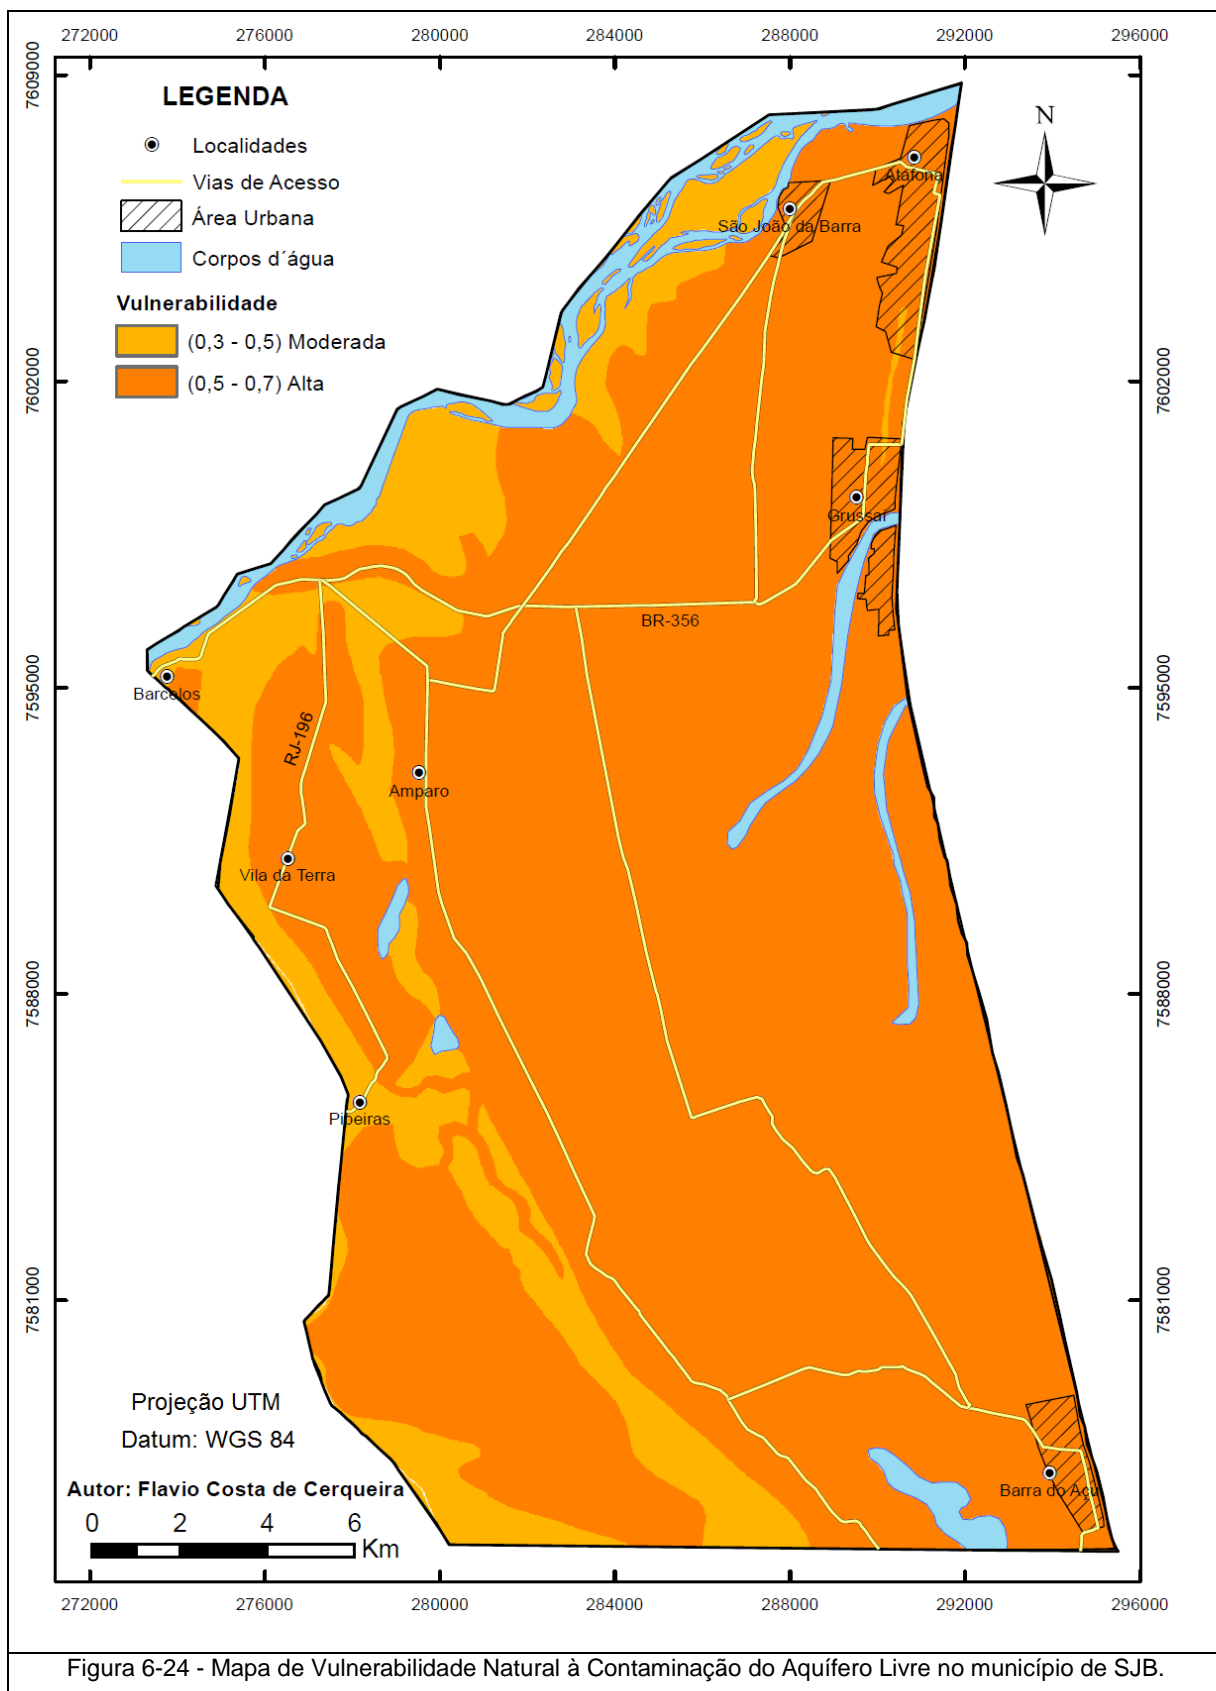 272000 276000 280000 284000 288000 292000 296000
7609000 7609000
LEGENDA
N
Localidades
Vias de Acesso
Área Urbana
Corpos d´água
Vulnerabilidade
(0,3 - 0,5) Moderada
(0,5 - 0,7) Alta
Atafona
São João da Barra
7602000 7602000
Grussaí
BR-356
7595000 7595000
Barcelos
RJ-196
Amparo
Vila da Terra
7588000 7588000
Pipeiras
7581000 7581000
Projeção UTM
Datum: WGS 84
Autor: Flavio Costa de Cerqueira
0 2 4 6
Km
Barra do Açu
272000 276000 280000 284000 288000 292000 296000
Figura 6-24 - Mapa de Vulnerabilidade Natural à Contaminação do Aquífero Livre no município de SJB.